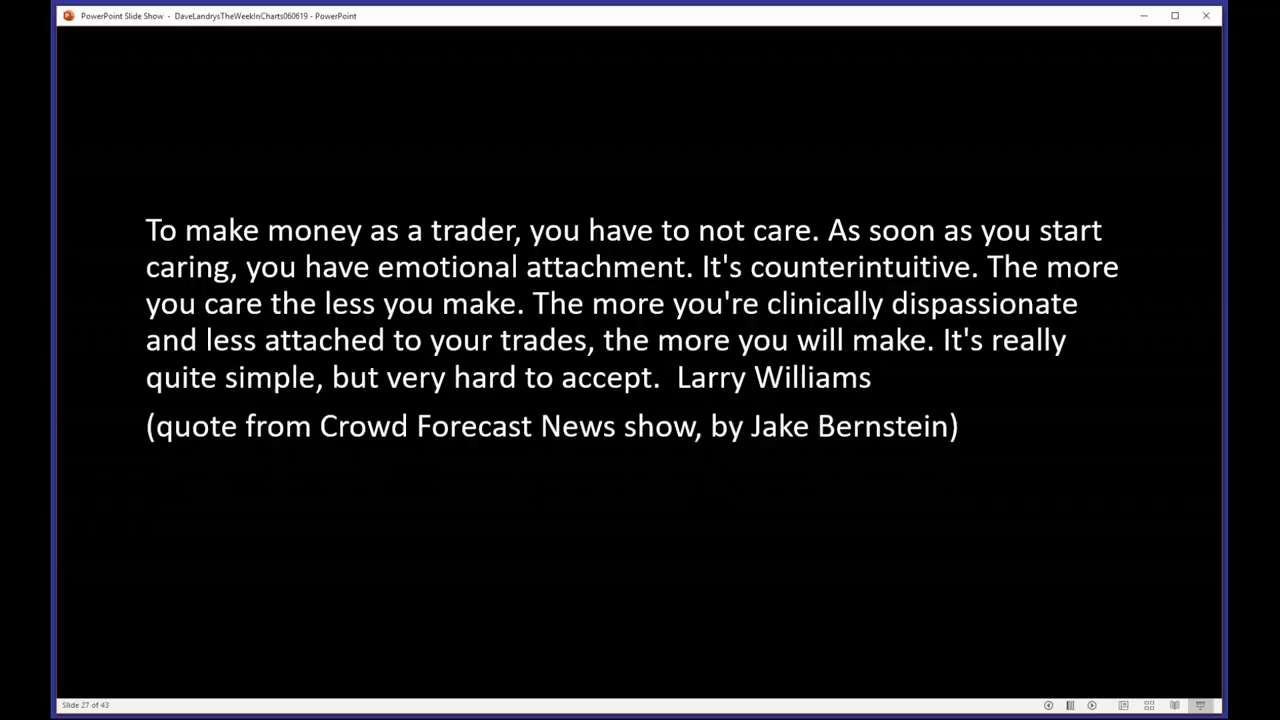 PowerPoint Slide Show - DaveLandrysTheWeekInCharts060619 - PowerPoint
To make money as a trader, you have to not care. As soon as you start
caring, you have emotional attachment. It's counterintuitive. The more
you care the less you make. The more you're clinically dispassionate
and less attached to your trades, the more you will make. It's really
quite simple, but very hard to accept.  Larry Williams
(quote from Crowd Forecast News show, by Jake Bernstein)
Slide 27 of 43